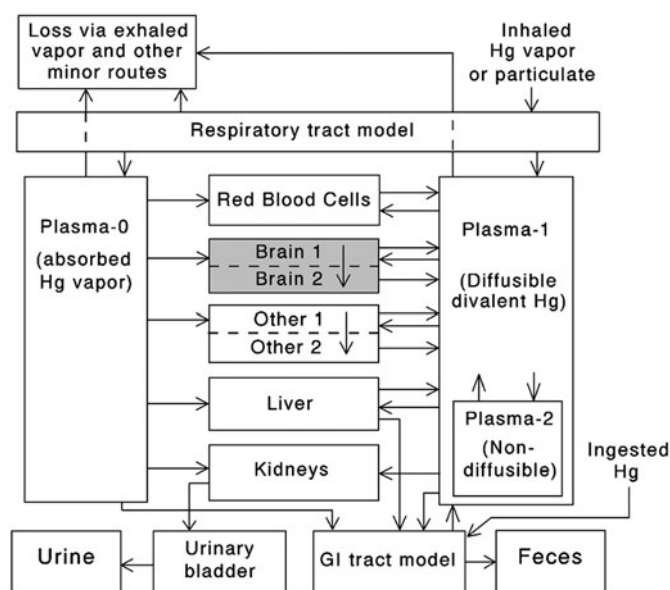 Loss via exhaled
vapor and other
minor routes
Inhaled
Hg vapor
or particulate
Respiratory tract model
Plasma-0
(absorbed
Hg vapor)
Red Blood Cells
Brain 1
Brain 2
Other 1
Other 2
Liver
Kidneys
Plasma-1
(Diffusible
divalent Hg)
Plasma-2
(Non-
diffusible)
Ingested
Hg
Urine
Urinary
bladder
GI tract model
Feces